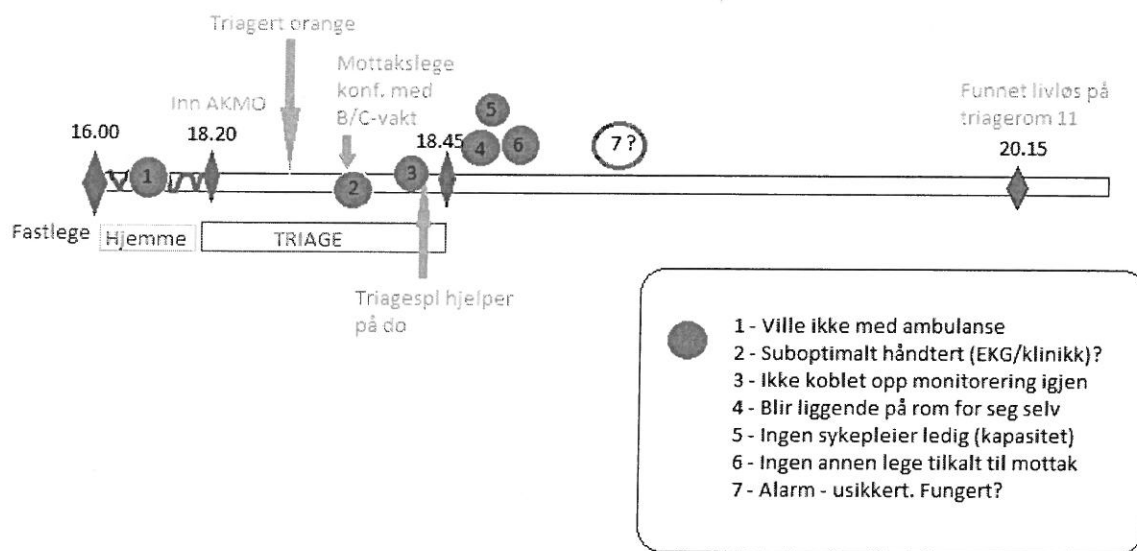 Triagert orange
Mottakslege
konf. med
B/C-vakt
Inn AKMO
Funnet livløs på
triagerom 11
16.00
18.20
18.45
20.15
1
2
3
4
5
6
7?
Fastlege
Hjemme
TRIAGE
Triagespl hjelper
på do
1 - Ville ikke med ambulanse
2 - Suboptimalt håndtert (EKG/klinikk)?
3 - Ikke koblet opp monitorering igjen
4 - Blir liggende på rom for seg selv
5 - Ingen sykepleier ledig (kapasitet)
6 - Ingen annen lege tilkalt til mottak
7 - Alarm - usikkert. Fungert?